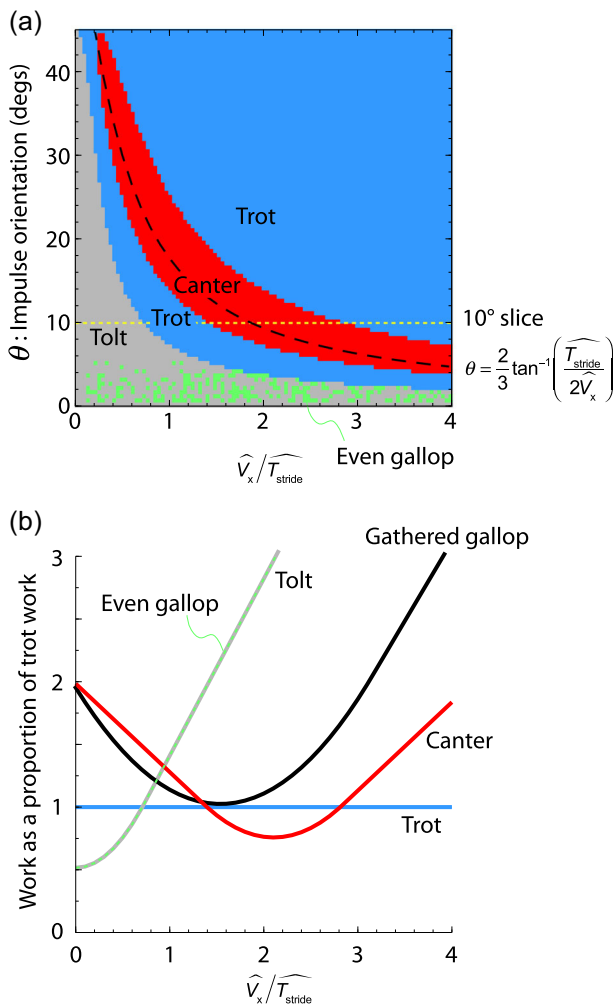 (a)
θ: Impulse orientation (degs)
40
30
20
10
0
Trot
Canter
Trot
Tolt
10° slice
θ = 2/3 tan⁻¹(T̂stride / 2V̂x)
0
1
2
3
4
V̂x/T̂stride
Even gallop
(b)
Work as a proportion of trot work
3
2
1
0
Gathered gallop
Tolt
Even gallop
Canter
Trot
0
1
2
3
4
V̂x/T̂stride